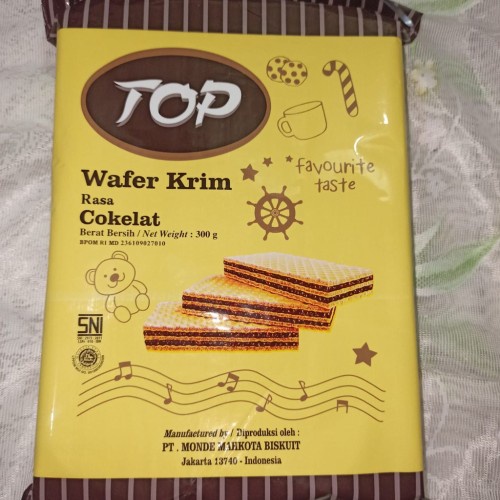 TOP
favourite
taste
Wafer Krim
Rasa
Cokelat
Berat Bersih / Net Weight : 300 g
BPOM RI MD 236109027010
SNI
Manufactured by / Diproduksi oleh :
PT . MONDE MAHKOTA BISKUIT
Jakarta 13740 - Indonesia